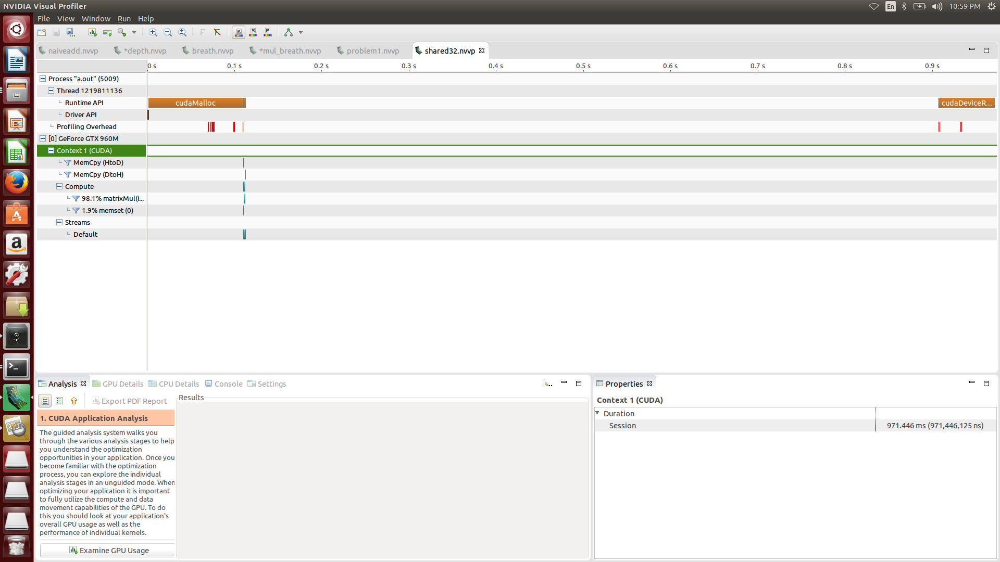 NVIDIA Visual Profiler
En
10:59 PM
File View Window Run Help
F
K S P
naiveadd.nvvp *depth.nvvp breath.nvvp *mul_breath.nvvp problem1.nvvp shared32.nvvp
0 s 0.1 s 0.2 s 0.3 s 0.4 s 0.5 s 0.6 s 0.7 s 0.8 s 0.9 s
Process "a.out" (5009)
Thread 1219811136
Runtime API
cudaMalloc
cudaDeviceR...
Driver API
Profiling Overhead
[0] GeForce GTX 960M
Context 1 (CUDA)
MemCpy (HtoD)
MemCpy (DtoH)
Compute
98.1% matrixMul(i...
1.9% memset (0)
Streams
Default
Analysis GPU Details CPU Details Console Settings
Export PDF Report
1. CUDA Application Analysis
The guided analysis system walks you
through the various analysis stages to help
you understand the optimization
opportunities in your application. Once you
become familiar with the optimization
process, you can explore the individual
analysis stages in an unguided mode. When
optimizing your application it is important
to fully utilize the compute and data
movement capabilities of the GPU. To do
this you should look at your application's
overall GPU usage as well as the
performance of individual kernels.
Examine GPU Usage
Results
Properties
Context 1 (CUDA)
Duration
Session 971.446 ms (971,446,125 ns)